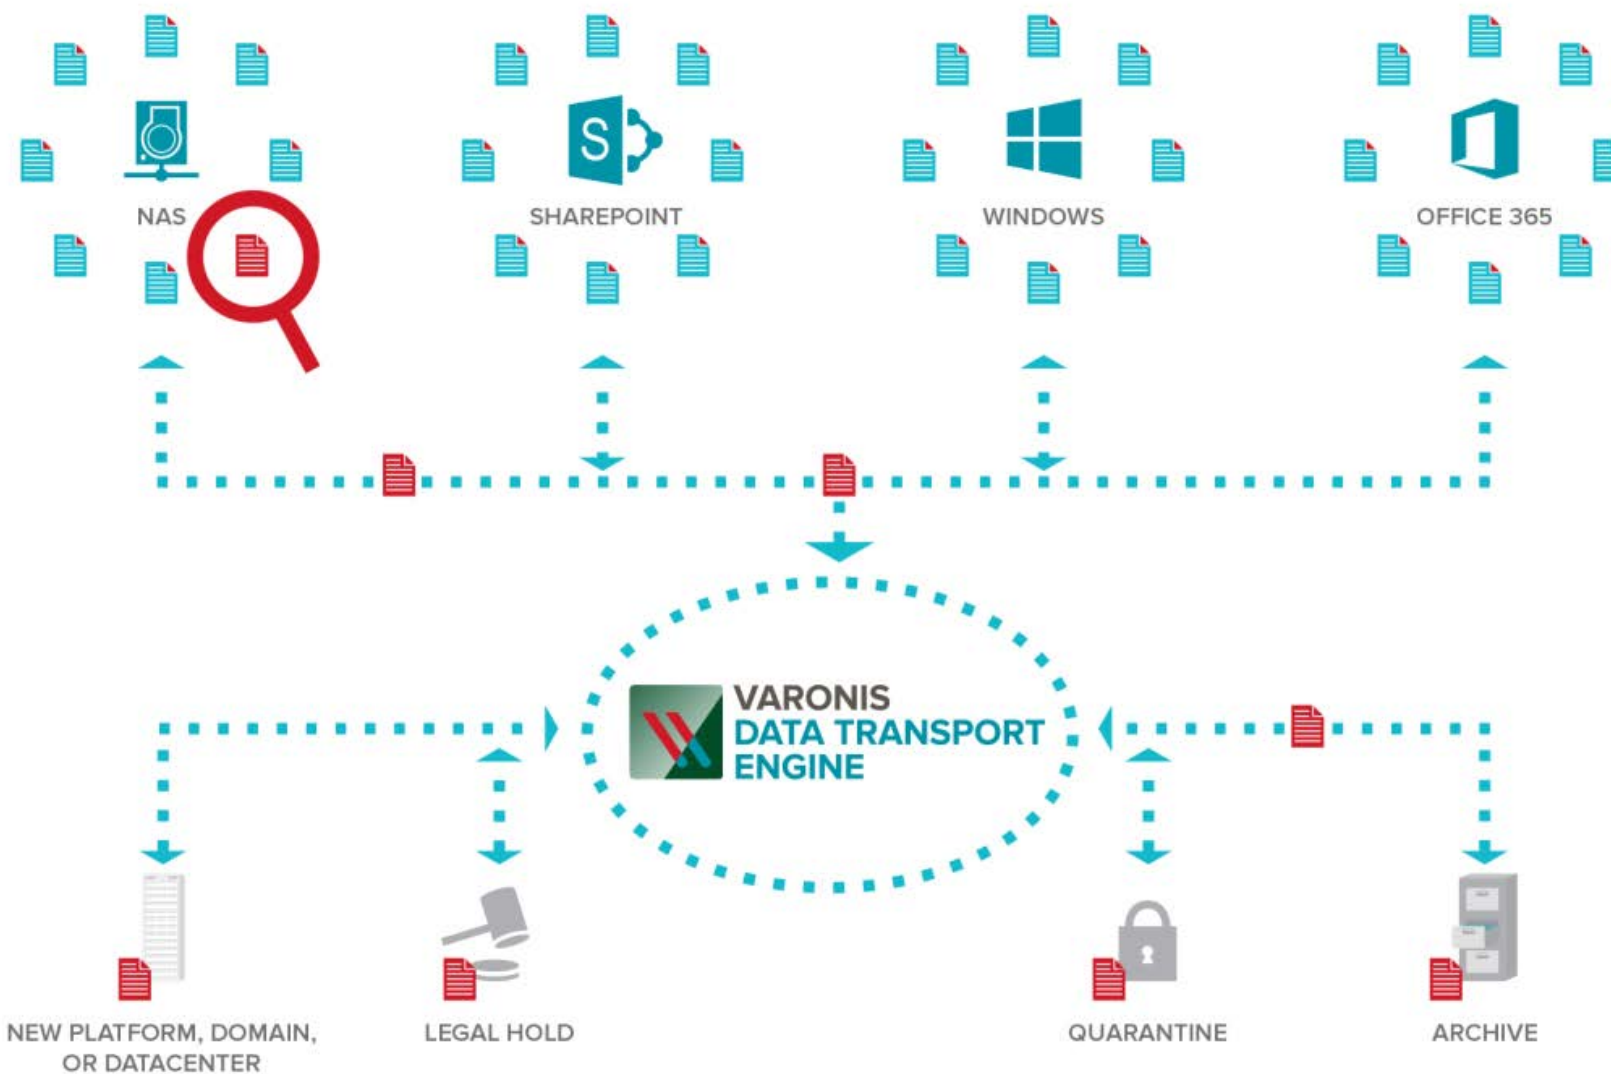 NAS
SHAREPOINT
WINDOWS
OFFICE 365
S
VARONIS
DATA TRANSPORT
ENGINE
NEW PLATFORM, DOMAIN,
OR DATACENTER
LEGAL HOLD
QUARANTINE
ARCHIVE